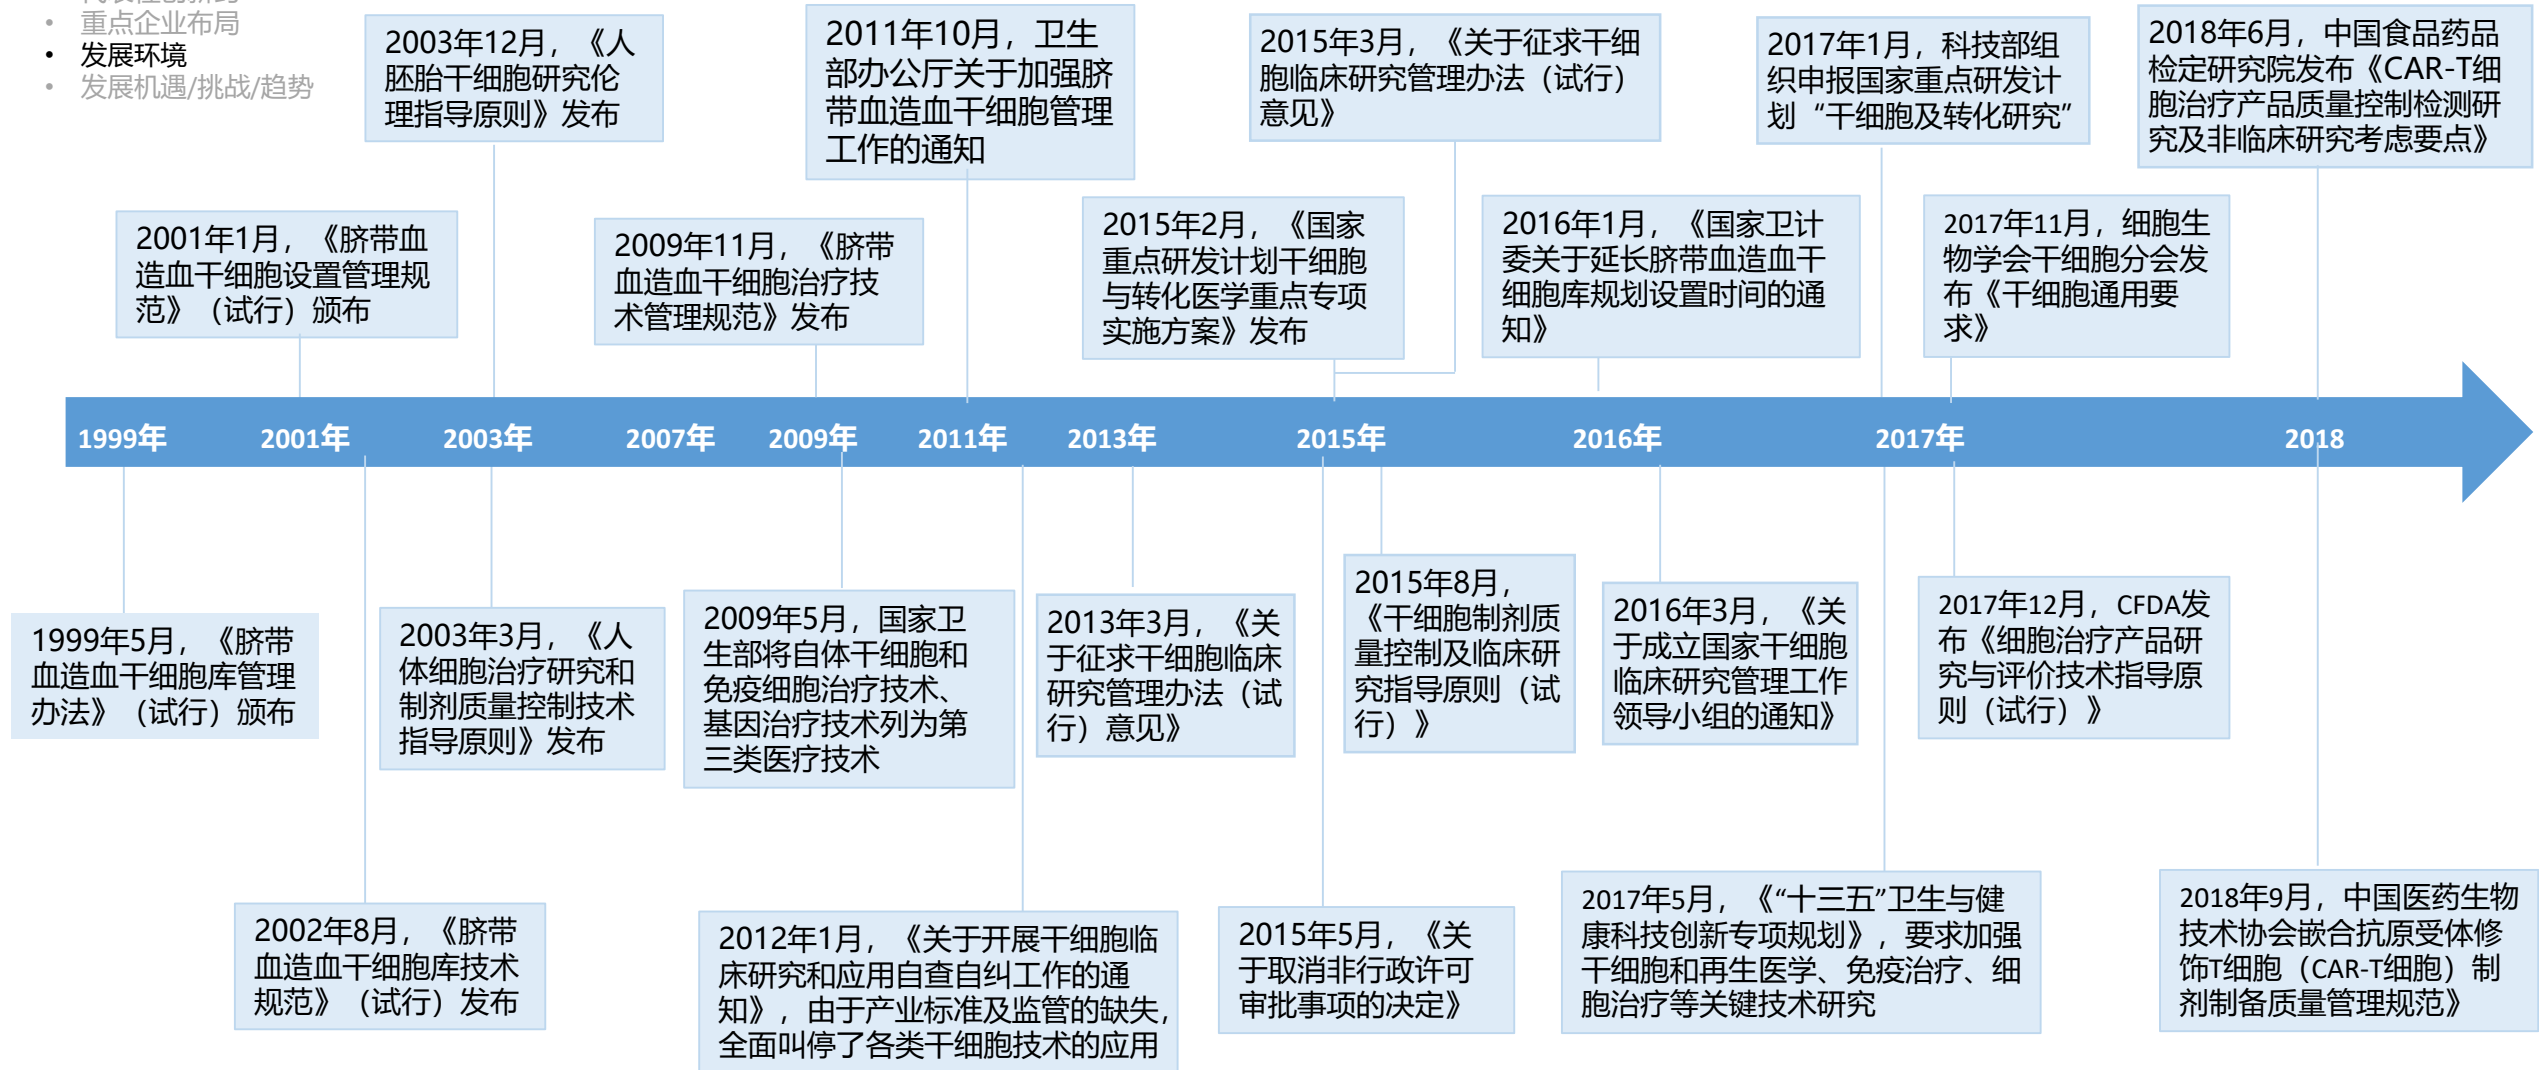 • 重点企业布局
• 发展环境
• 发展机遇/挑战/趋势
2003年12月，《人
胚胎干细胞研究伦
理指导原则》发布
2011年10月，卫生
部办公厅关于加强脐
带血造血干细胞管理
工作的通知
2015年3月，《关于征求干细
胞临床研究管理办法（试行）
意见》
2017年1月，科技部组
织申报国家重点研发计
划“干细胞及转化研究”
2018年6月，中国食品药品
检定研究院发布《CAR-T细
胞治疗产品质量控制检测研
究及非临床研究考虑要点》
2001年1月，《脐带血
造血干细胞设置管理规
范》（试行）颁布
2009年11月，《脐带
血造血干细胞治疗技
术管理规范》发布
2015年2月，《国家
重点研发计划干细胞
与转化医学重点专项
实施方案》发布
2016年1月，《国家卫计
委关于延长脐带血造血干
细胞库规划设置时间的通
知》
2017年11月，细胞生
物学会干细胞分会发
布《干细胞通用要
求》
1999年 2001年 2003年 2007年 2009年 2011年 2013年 2015年 2016年 2017年 2018
1999年5月，《脐带
血造血干细胞库管理
办法》（试行）颁布
2003年3月，《人
体细胞治疗研究和
制剂质量控制技术
指导原则》发布
2009年5月，国家卫
生部将自体干细胞和
免疫细胞治疗技术、
基因治疗技术列为第
三类医疗技术
2013年3月，《关
于征求干细胞临床
研究管理办法（试
行）意见》
2015年8月，
《干细胞制剂质
量控制及临床研
究指导原则（试
行）》
2016年3月，《关
于成立国家干细胞
临床研究管理工作
领导小组的通知》
2017年12月，CFDA发
布《细胞治疗产品研
究与评价技术指导原
则（试行）》
2002年8月，《脐带
血造血干细胞库技术
规范》（试行）发布
2012年1月，《关于开展干细胞临
床研究和应用自查自纠工作的通
知》，由于产业标准及监管的缺失，
全面叫停了各类干细胞技术的应用
2015年5月，《关
于取消非行政许可
审批事项的决定》
2017年5月，《“十三五”卫生与健
康科技创新专项规划》，要求加强
干细胞和再生医学、免疫治疗、细
胞治疗等关键技术研究
2018年9月，中国医药生物
技术协会嵌合抗原受体修
饰T细胞（CAR-T细胞）制
剂制备质量管理规范》